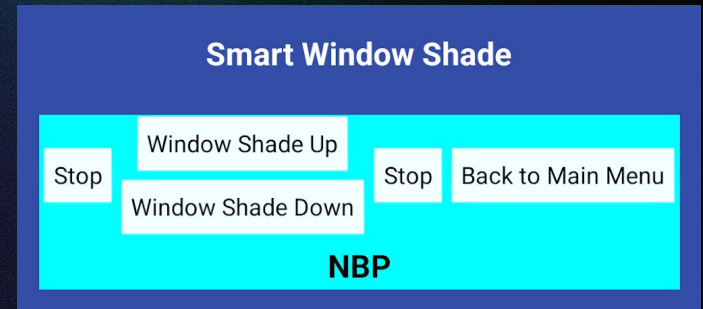 Smart Window Shade
Window Shade Up
Stop
Stop
Back to Main Menu
Window Shade Down
NBP